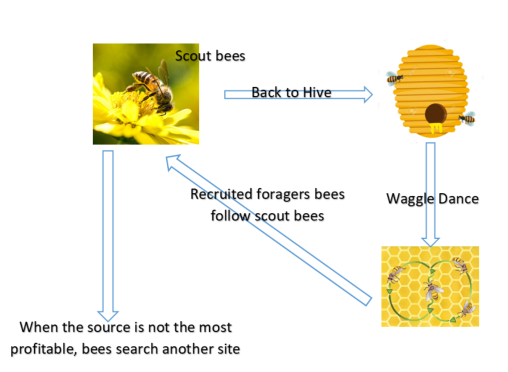 Scout bees
Back to Hive
Recruited foragers bees
follow scout bees
Waggle Dance
When the source is not the most
profitable, bees search another site